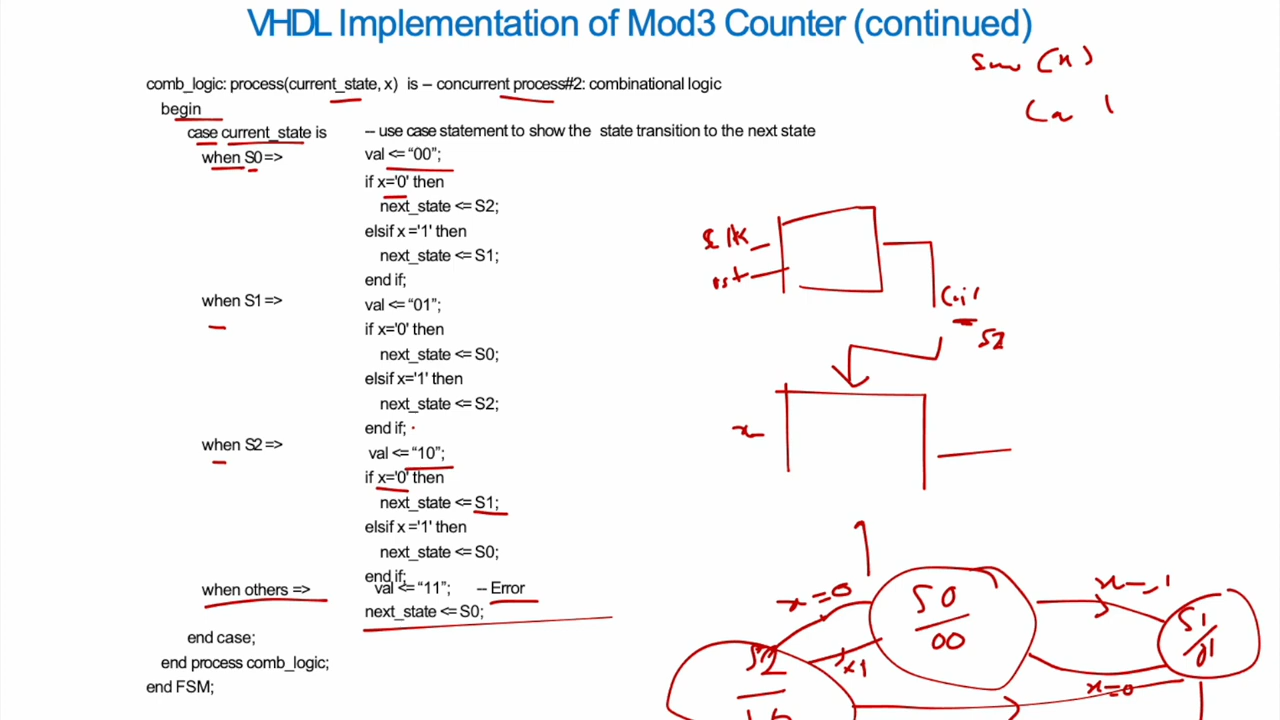 VHDL Implementation of Mod3 Counter (continued)
comb_logic: process(current_state, x) is -- concurrent process#2: combinational logic
begin
case current_state is -- use case statement to show the state transition to the next state
when S0 => val <= “00”;
if x='0' then
next_state <= S2;
elsif x ='1' then
next_state <= S1;
end if;
when S1 => val <= “01”;
if x='0' then
next_state <= S0;
elsif x='1' then
next_state <= S2;
end if;
when S2 => val <= “10”;
if x='0' then
next_state <= S1;
elsif x ='1' then
next_state <= S0;
end if;
when others => val <= “11”; -- Error
next_state <= S0;
end case;
end process comb_logic;
end FSM;
clk
rst
S2
x
x=0
S0
00
x=1
S1
01
x1
x=0
S2